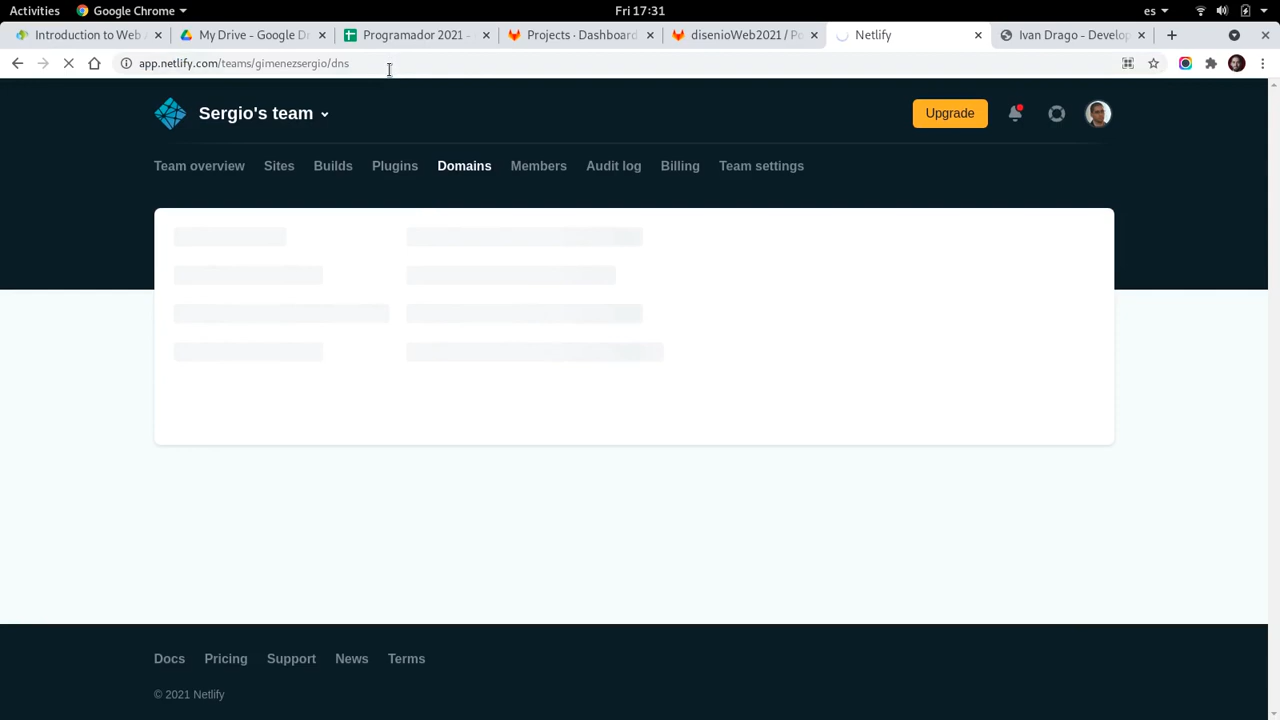 Activities
Google Chrome
Fri 17:31
es
Introduction to Web
My Drive - Google D
Programador 2021 -
Projects · Dashboard
disenioWeb2021 / Po
Netlify
Ivan Drago - Develop
app.netlify.com/teams/gimenezsergio/dns
Sergio's team
Upgrade
Team overview
Sites
Builds
Plugins
Domains
Members
Audit log
Billing
Team settings
Docs
Pricing
Support
News
Terms
© 2021 Netlify